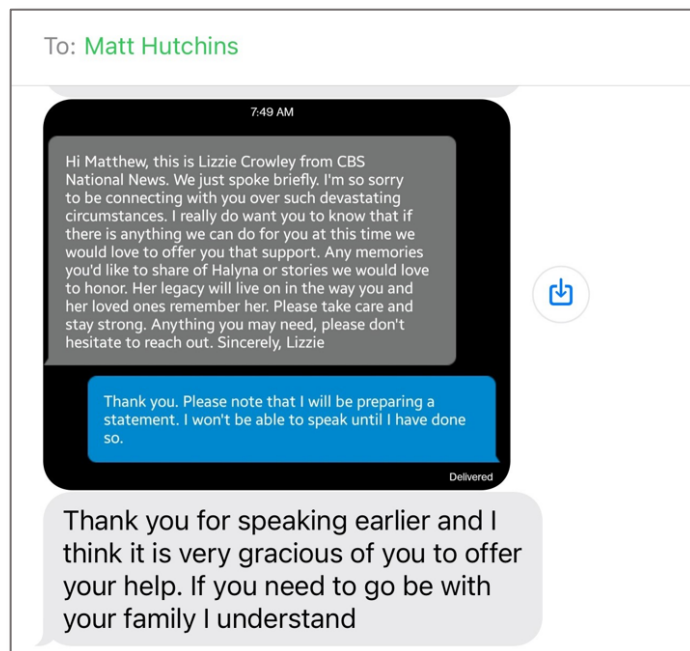 To: Matt Hutchins
7:49 AM
Hi Matthew, this is Lizzie Crowley from CBS
National News. We just spoke briefly. I'm so sorry
to be connecting with you over such devastating
circumstances. I really do want you to know that if
there is anything we can do for you at this time we
would love to offer you that support. Any memories
you'd like to share of Halyna or stories we would love
to honor. Her legacy will live on in the way you and
her loved ones remember her. Please take care and
stay strong. Anything you may need, please don't
hesitate to reach out. Sincerely, Lizzie
Thank you. Please note that I will be preparing a
statement. I won't be able to speak until I have done
so.
Delivered
Thank you for speaking earlier and I
think it is very gracious of you to offer
your help. If you need to go be with
your family I understand